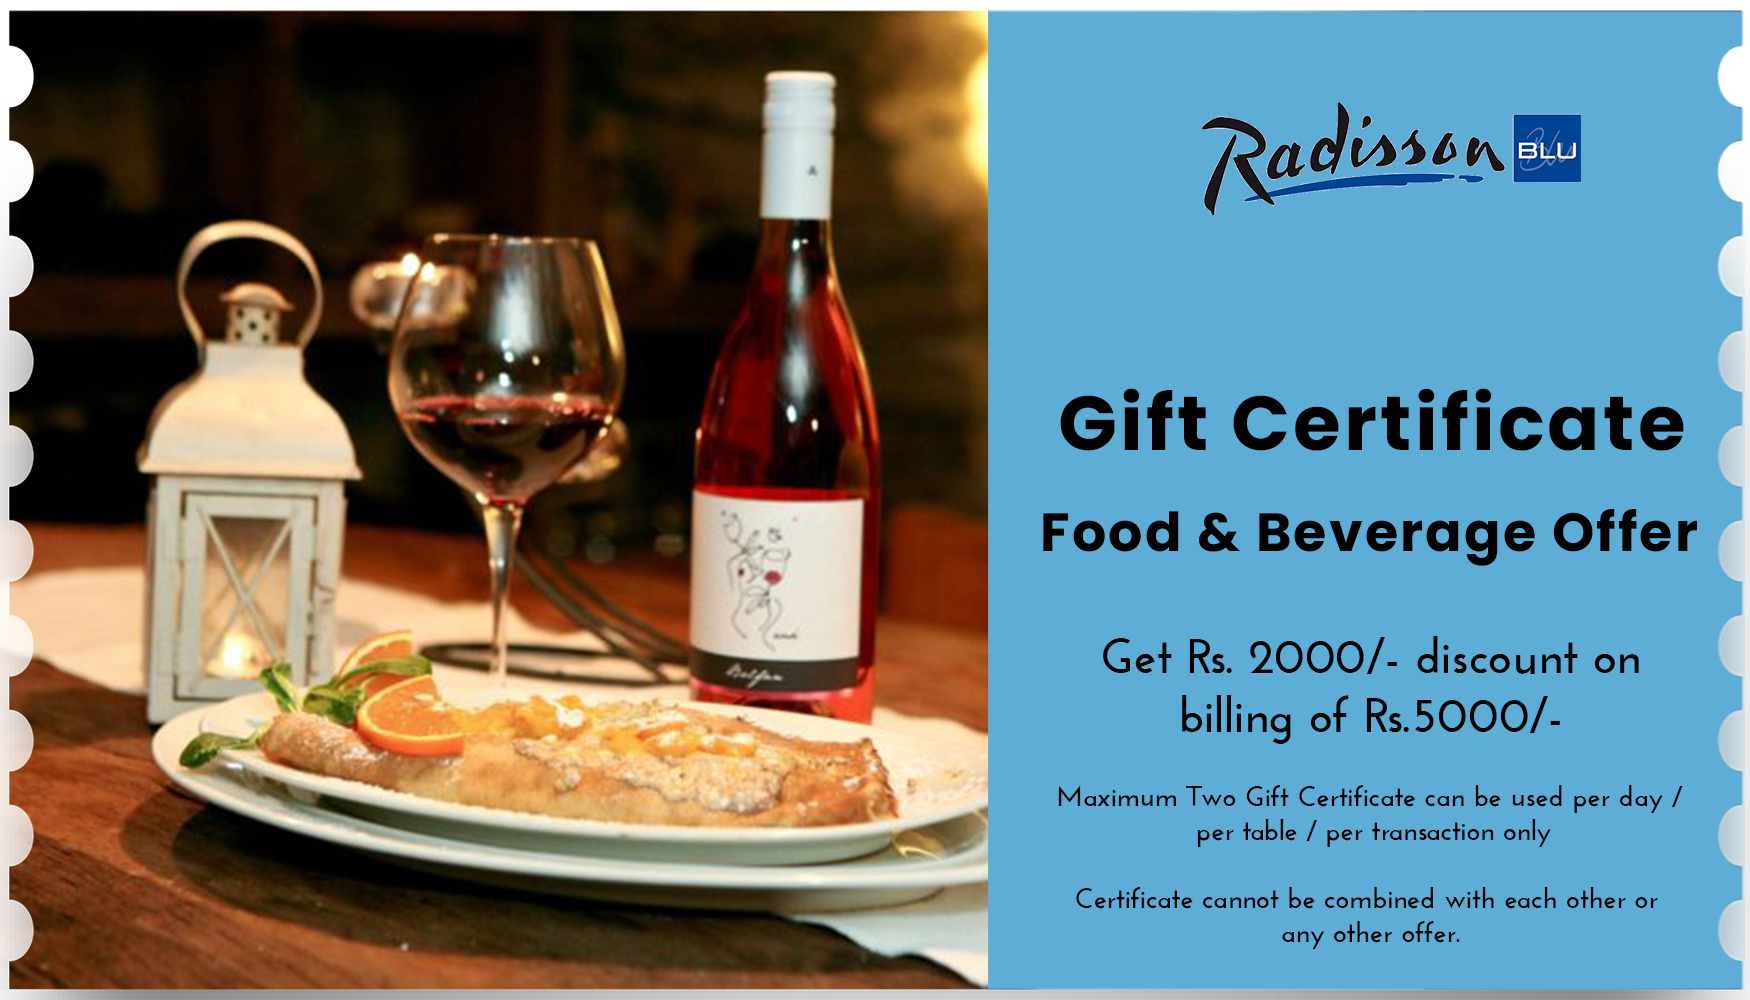 Radisson BLU
Gift Certificate
Food & Beverage Offer
Get Rs. 2000/- discount on
billing of Rs.5000/-
Maximum Two Gift Certificate can be used per day /
per table / per transaction only
Certificate cannot be combined with each other or
any other offer.